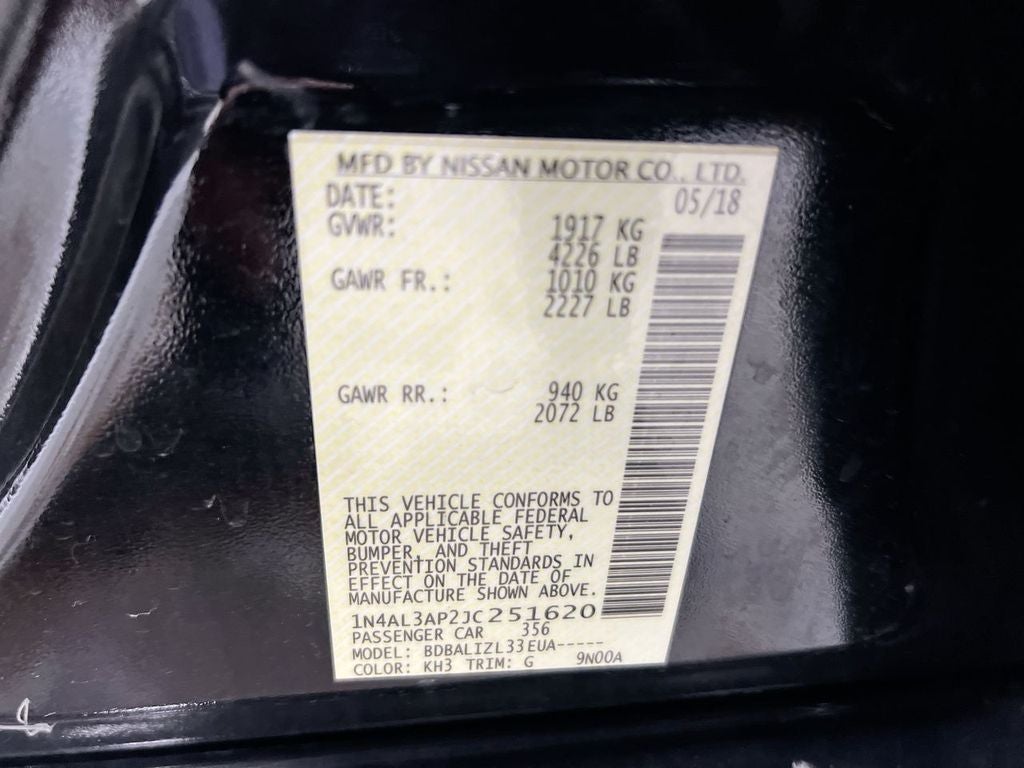 MFD BY NISSAN MOTOR CO., LTD.
DATE: 05/18
GVWR: 1917 KG
4226 LB
GAWR FR.: 1010 KG
2227 LB
GAWR RR.: 940 KG
2072 LB
THIS VEHICLE CONFORMS TO
ALL APPLICABLE FEDERAL
MOTOR VEHICLE SAFETY,
BUMPER, AND THEFT
PREVENTION STANDARDS IN
EFFECT ON THE DATE OF
MANUFACTURE SHOWN ABOVE.
1N4AL3AP2JC251620
PASSENGER CAR 356
MODEL: BDBALIZL33EUA-----
COLOR: KH3 TRIM: G 9N00A